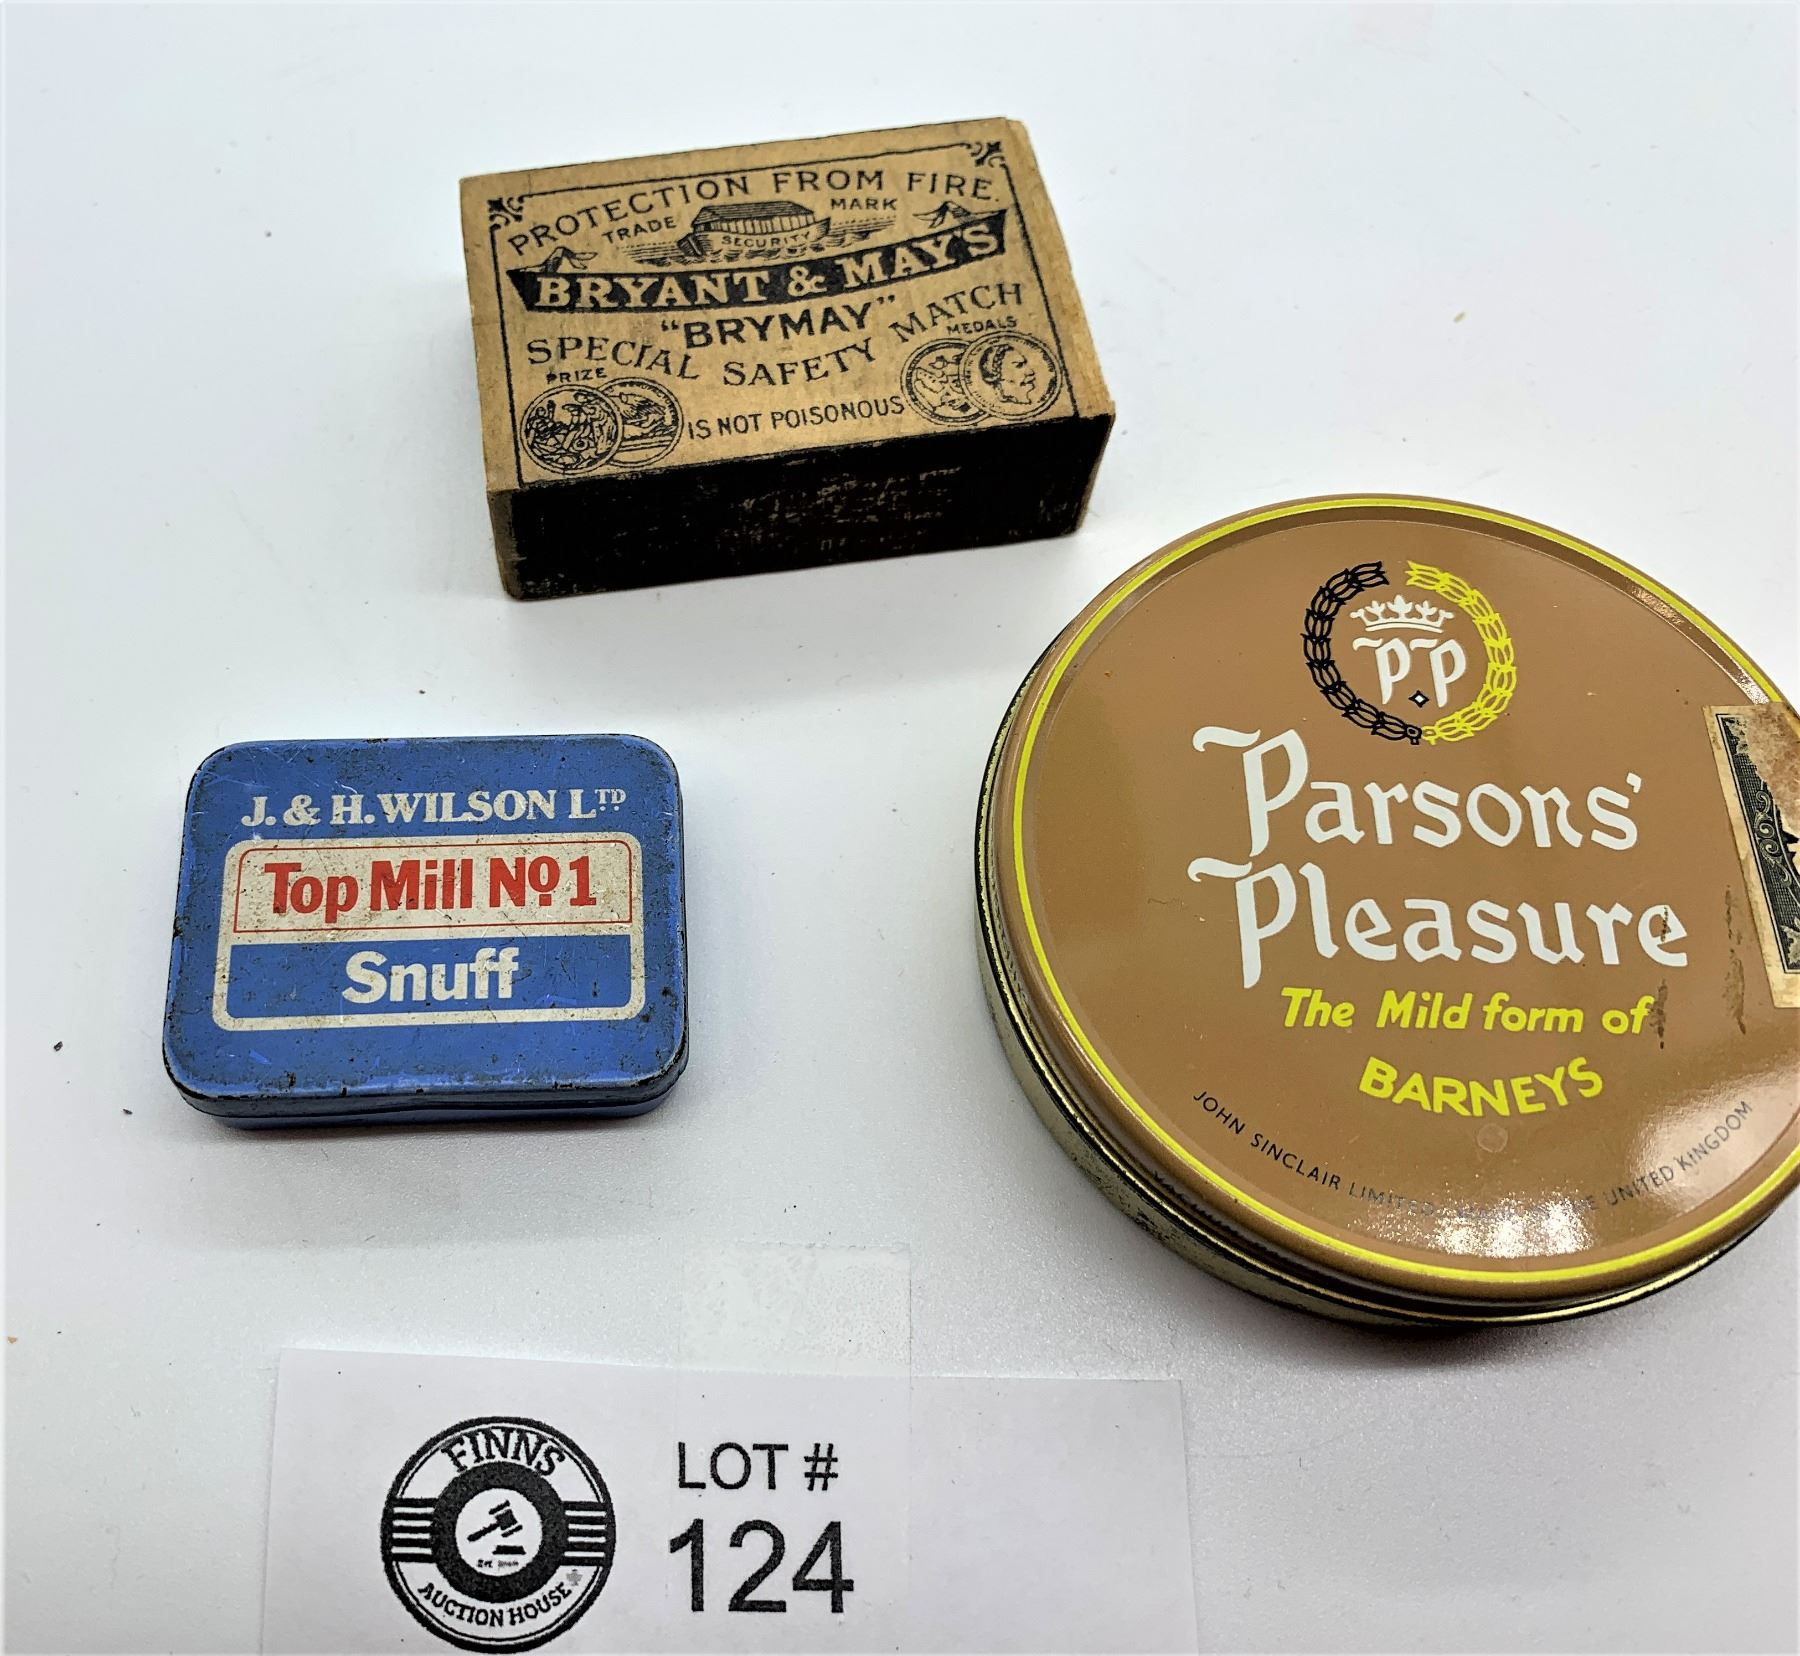 PROTECTION FROM FIRE.
TRADE MARK
SECURITY
BRYANT & MAY'S
"BRYMAY"
SPECIAL SAFETY MATCH
PRIZE MEDALS
IS NOT POISONOUS
J. & H. WILSON LTD
Top Mill No 1
Snuff
P.P
Parsons'
Pleasure
The Mild form of
BARNEYS
JOHN SINCLAIR LIMITED UNITED KINGDOM
FINNS
AUCTION HOUSE
LOT #
124